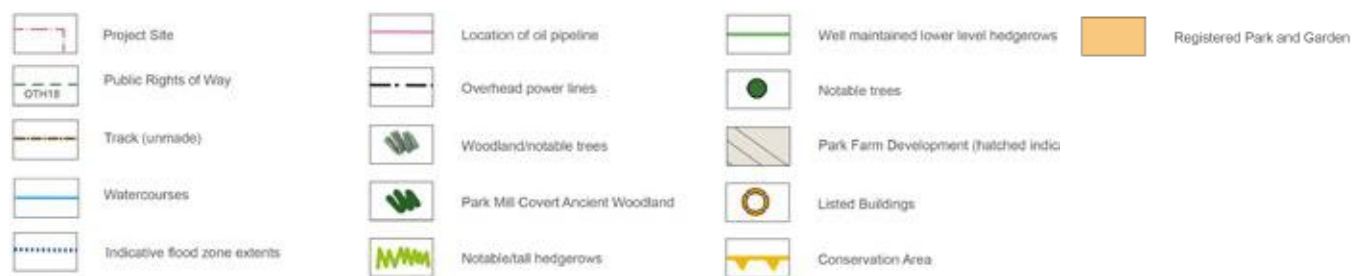 Project Site
Public Rights of Way
OTH18
Track (unmade)
Watercourses
Indicative flood zone extents
Location of oil pipeline
Overhead power lines
Woodland/notable trees
Park Mill Covert Ancient Woodland
Notable/tall hedgerows
Well maintained lower level hedgerows
Notable trees
Park Farm Development (hatched indica
Listed Buildings
Conservation Area
Registered Park and Garden